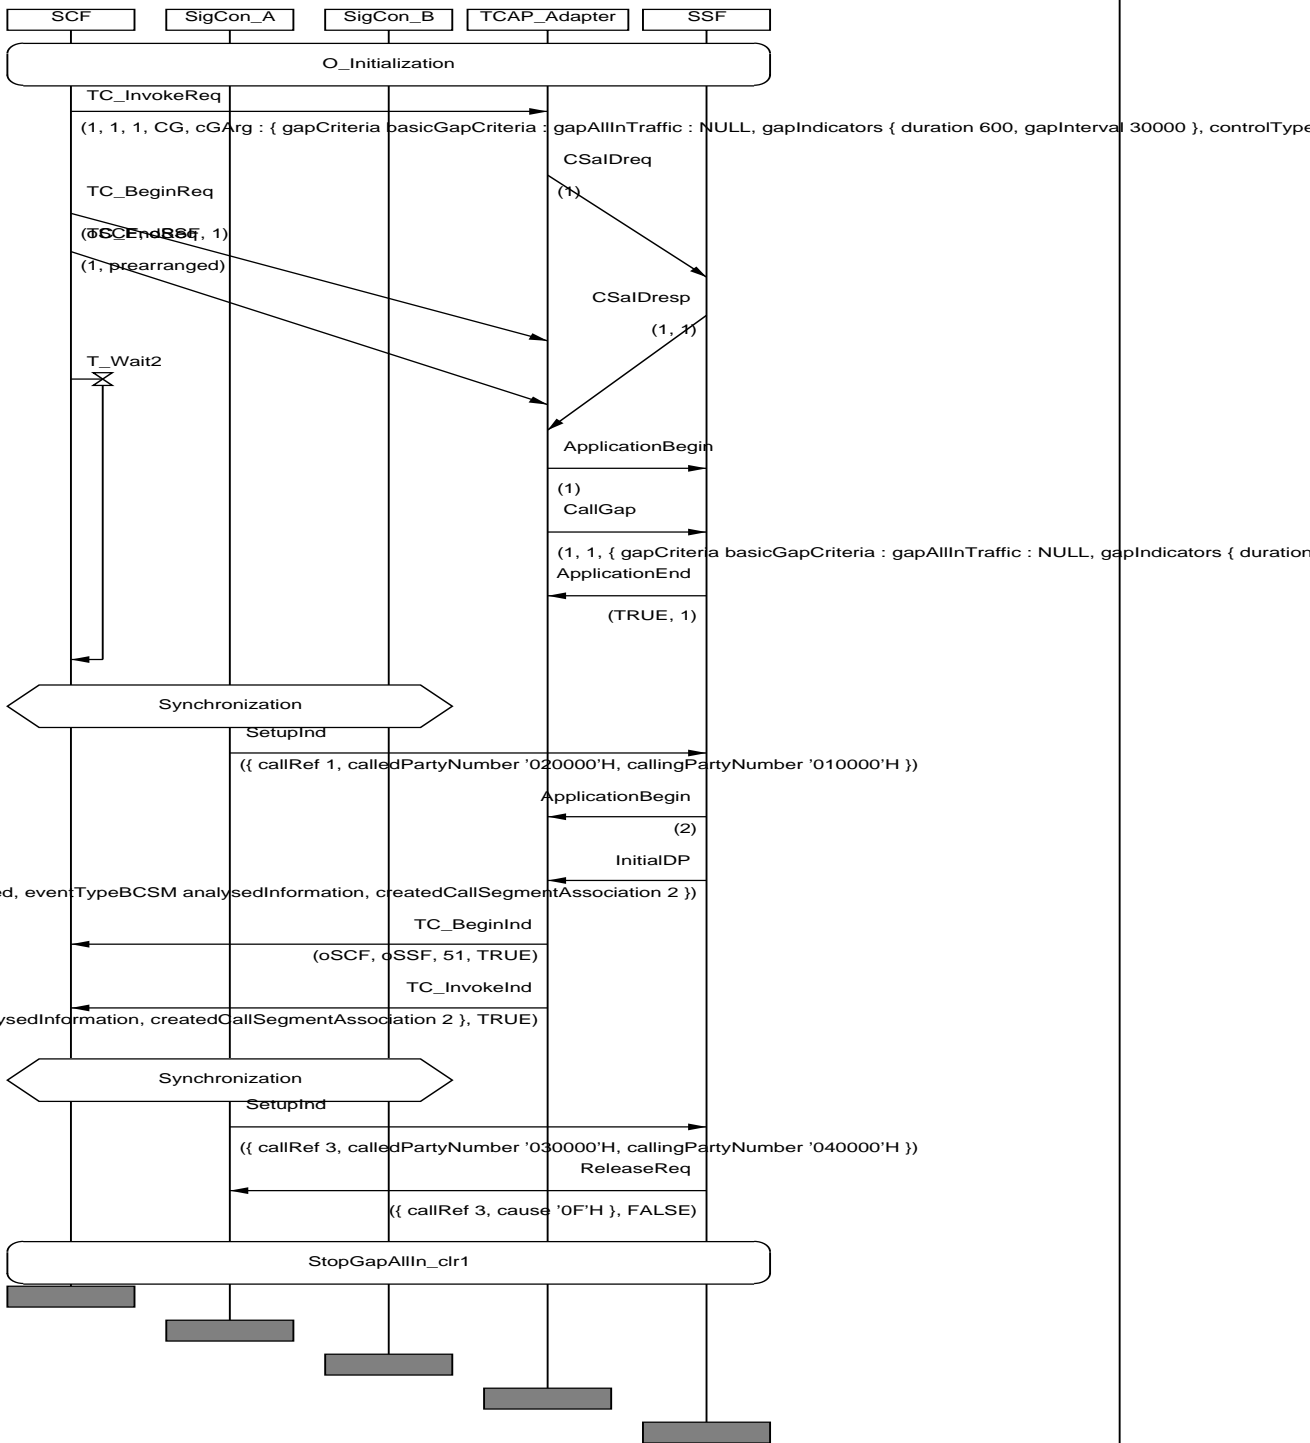 SCF SigCon_A SigCon_B TCAP_Adapter SSF
O_Initialization
TC_InvokeReq
(1, 1, 1, CG, cGArg : { gapCriteria basicGapCriteria : gapAllInTraffic : NULL, gapIndicators { duration 600, gapInterval 30000 }, controlType
CSaIDreq
(1)
TC_BeginReq
(oSCF, oSSF, 1)
TC_EndReq
(1, prearranged)
CSaIDresp
(1, 1)
T_Wait2
ApplicationBegin
(1)
CallGap
(1, 1, { gapCriteria basicGapCriteria : gapAllInTraffic : NULL, gapIndicators { duration
ApplicationEnd
(TRUE, 1)
Synchronization
SetupInd
({ callRef 1, calledPartyNumber '020000'H, callingPartyNumber '010000'H })
ApplicationBegin
(2)
InitialDP
ed, eventTypeBCSM analysedInformation, createdCallSegmentAssociation 2 })
TC_BeginInd
(oSCF, oSSF, 51, TRUE)
TC_InvokeInd
ysedInformation, createdCallSegmentAssociation 2 }, TRUE)
Synchronization
SetupInd
({ callRef 3, calledPartyNumber '030000'H, callingPartyNumber '040000'H })
ReleaseReq
({ callRef 3, cause '0F'H }, FALSE)
StopGapAllIn_clr1